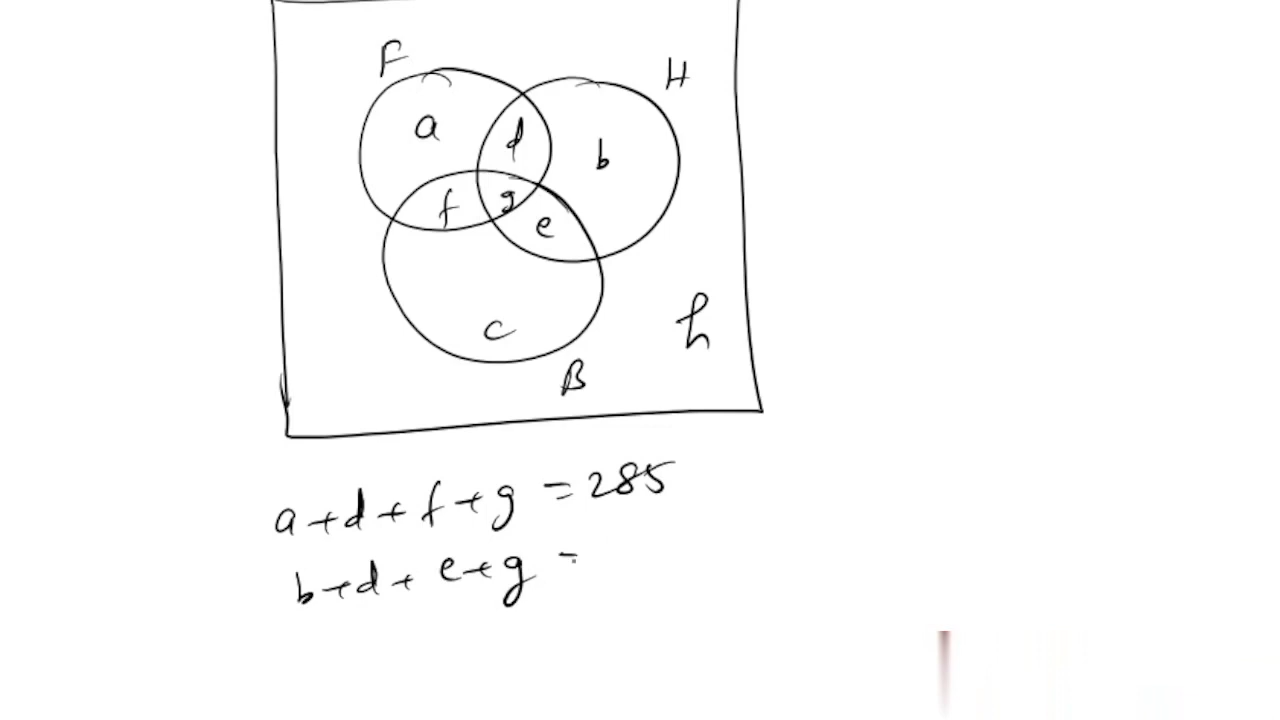 F
H
a
d
b
f
g
e
C
h
B
a+d+f+g = 285
b+d+e+g =